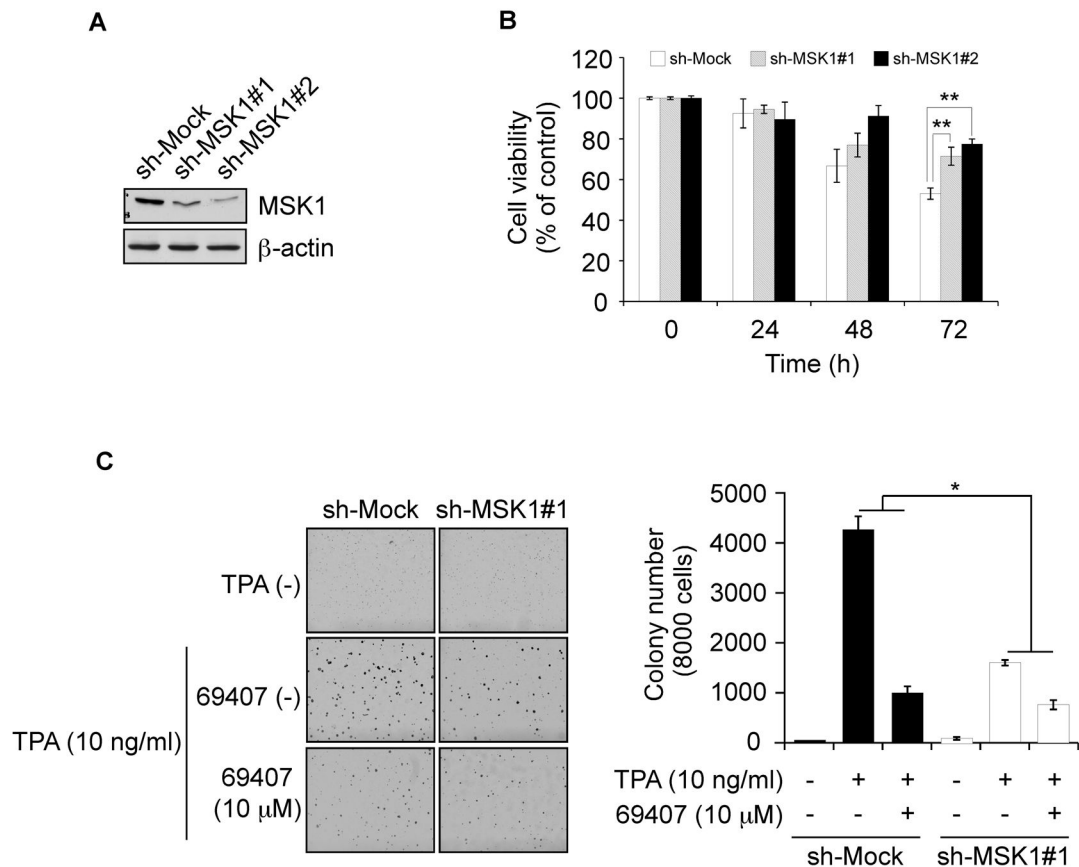 A
sh-Mock
sh-MSK1#1
sh-MSK1#2
MSK1
β-actin
B
sh-Mock sh-MSK1#1 sh-MSK1#2
120
100
80
60
40
20
0
Cell viability
(% of control)
**
**
0 24 48 72
Time (h)
C
sh-Mock sh-MSK1#1
TPA (-)
69407 (-)
TPA (10 ng/ml)
69407
(10 μM)
5000
4000
3000
2000
1000
0
Colony number
(8000 cells)
*
TPA (10 ng/ml) - + + - + +
69407 (10 μM) - - + - - +
sh-Mock sh-MSK1#1